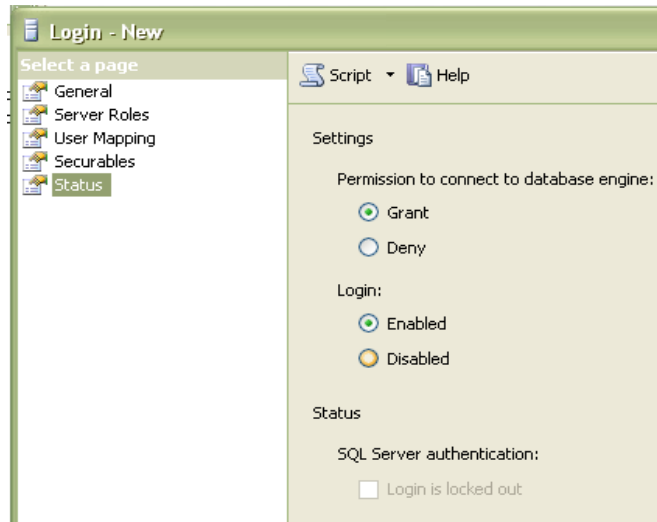 Login - New
Select a page
General
Server Roles
User Mapping
Securables
Status
Script Help
Settings
Permission to connect to database engine:
Grant
Deny
Login:
Enabled
Disabled
Status
SQL Server authentication:
Login is locked out